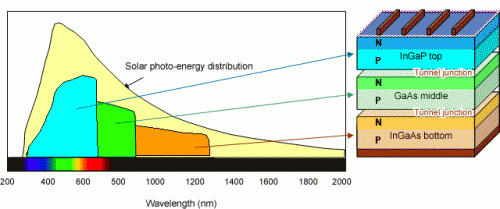 Solar photo-energy distribution
200 400 600 800 1000 1200 1400 1600 1800 2000
Wavelength (nm)
N
InGaP top
P
Tunnel junction
N
GaAs middle
P
Tunnel junction
N
P
InGaAs bottom